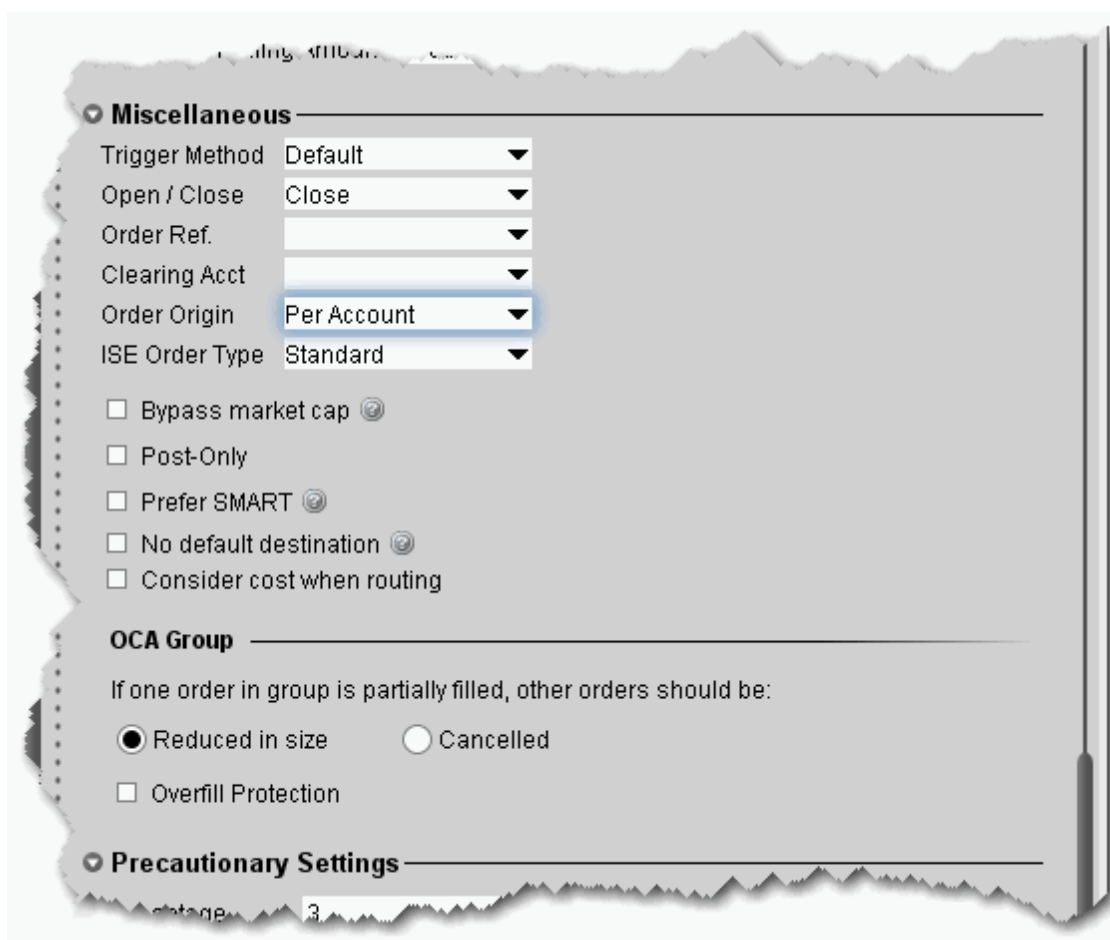 Miscellaneous
Trigger Method Default
Open / Close Close
Order Ref.
Clearing Acct
Order Origin Per Account
ISE Order Type Standard
Bypass market cap
Post-Only
Prefer SMART
No default destination
Consider cost when routing
OCA Group
If one order in group is partially filled, other orders should be:
Reduced in size Cancelled
Overfill Protection
Precautionary Settings
3